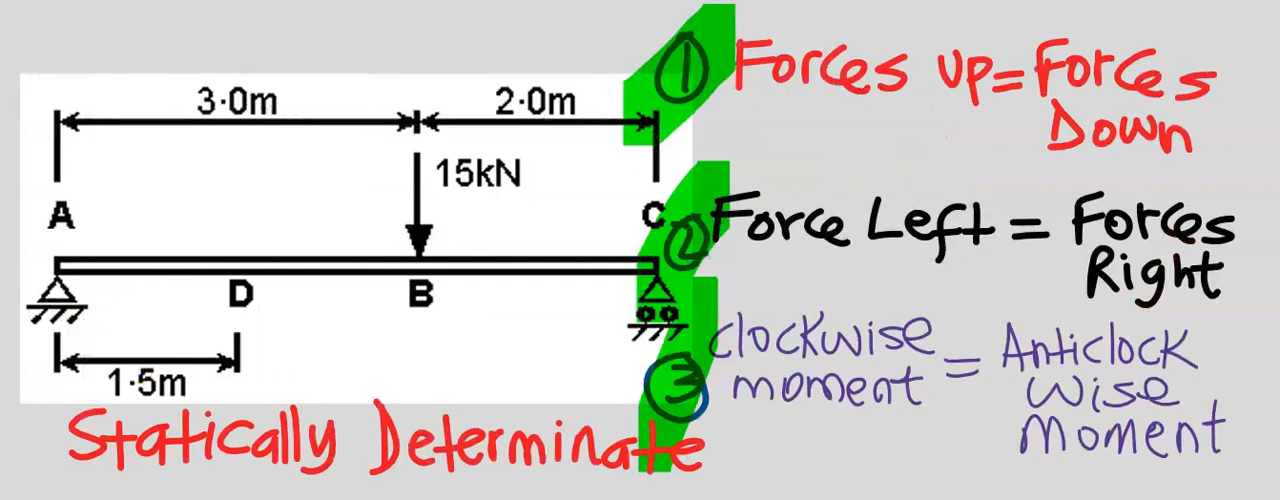 3·0m
2·0m
15kN
A
C
D
B
1·5m
Statically Determinate
1 Forces up = Forces
Down
2 Force Left = Forces
Right
3 clockwise
moment = Anticlock
wise
moment